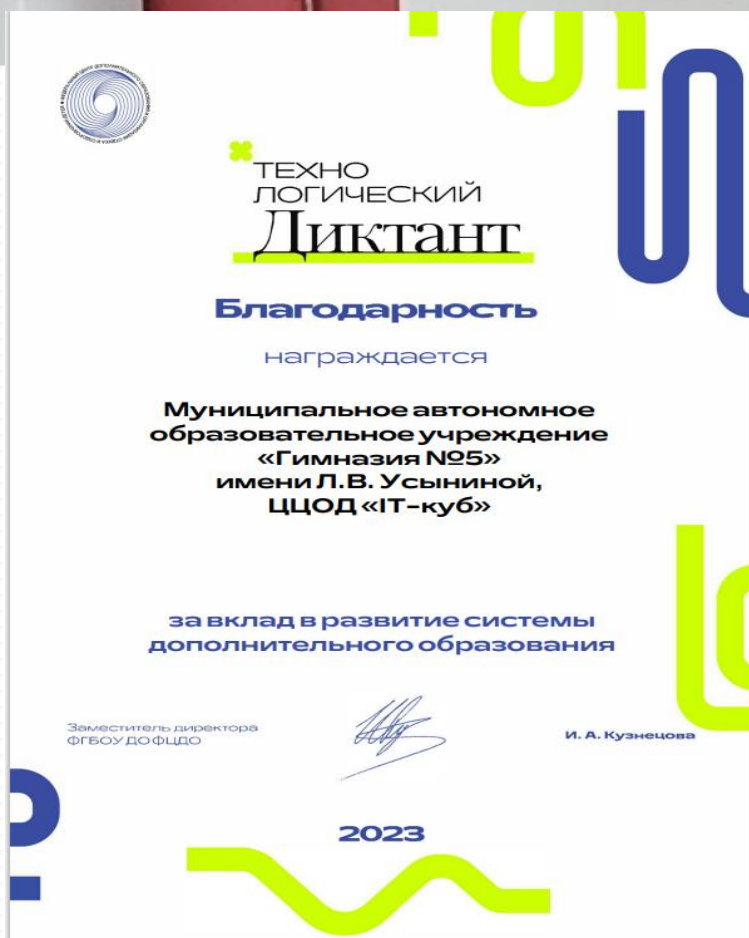 ТЕХНО
ЛОГИЧЕСКИЙ
Диктант
Благодарность
награждается
Муниципальное автономное
образовательное учреждение
«Гимназия №5»
имени Л.В. Усыниной,
ЦЦОД «IT-куб»
за вклад в развитие системы
дополнительного образования
Заместитель директора
ФГБОУ ДО ФЦДО
И. А. Кузнецова
2023